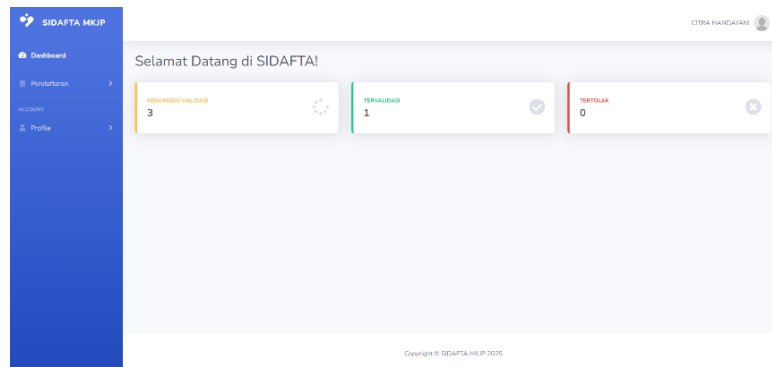 SIDAFTA MKJP
CITRA HANDAYANI
Dashboard
Pendaftaran
ACCOUNT
Profile
Selamat Datang di SIDAFTA!
MENUNGGU VALIDASI
3
TERVALIDASI
1
TERTOLAK
0
Copyright © SIDAFTA MKJP 2025